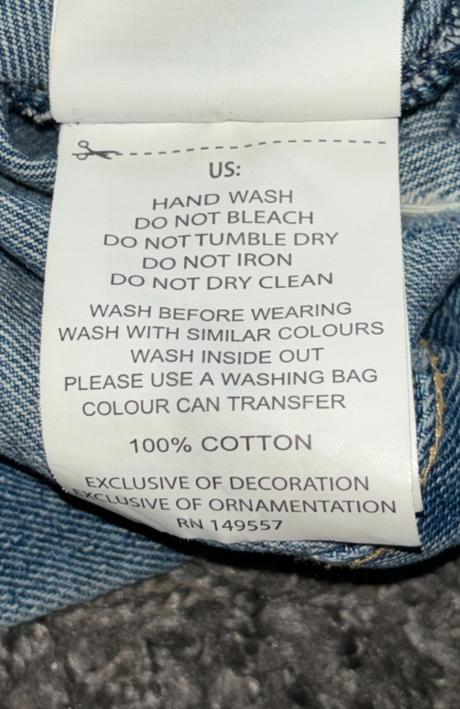 US:
HAND WASH
DO NOT BLEACH
DO NOT TUMBLE DRY
DO NOT IRON
DO NOT DRY CLEAN
WASH BEFORE WEARING
WASH WITH SIMILAR COLOURS
WASH INSIDE OUT
PLEASE USE A WASHING BAG
COLOUR CAN TRANSFER
100% COTTON
EXCLUSIVE OF DECORATION
EXCLUSIVE OF ORNAMENTATION
RN 149557